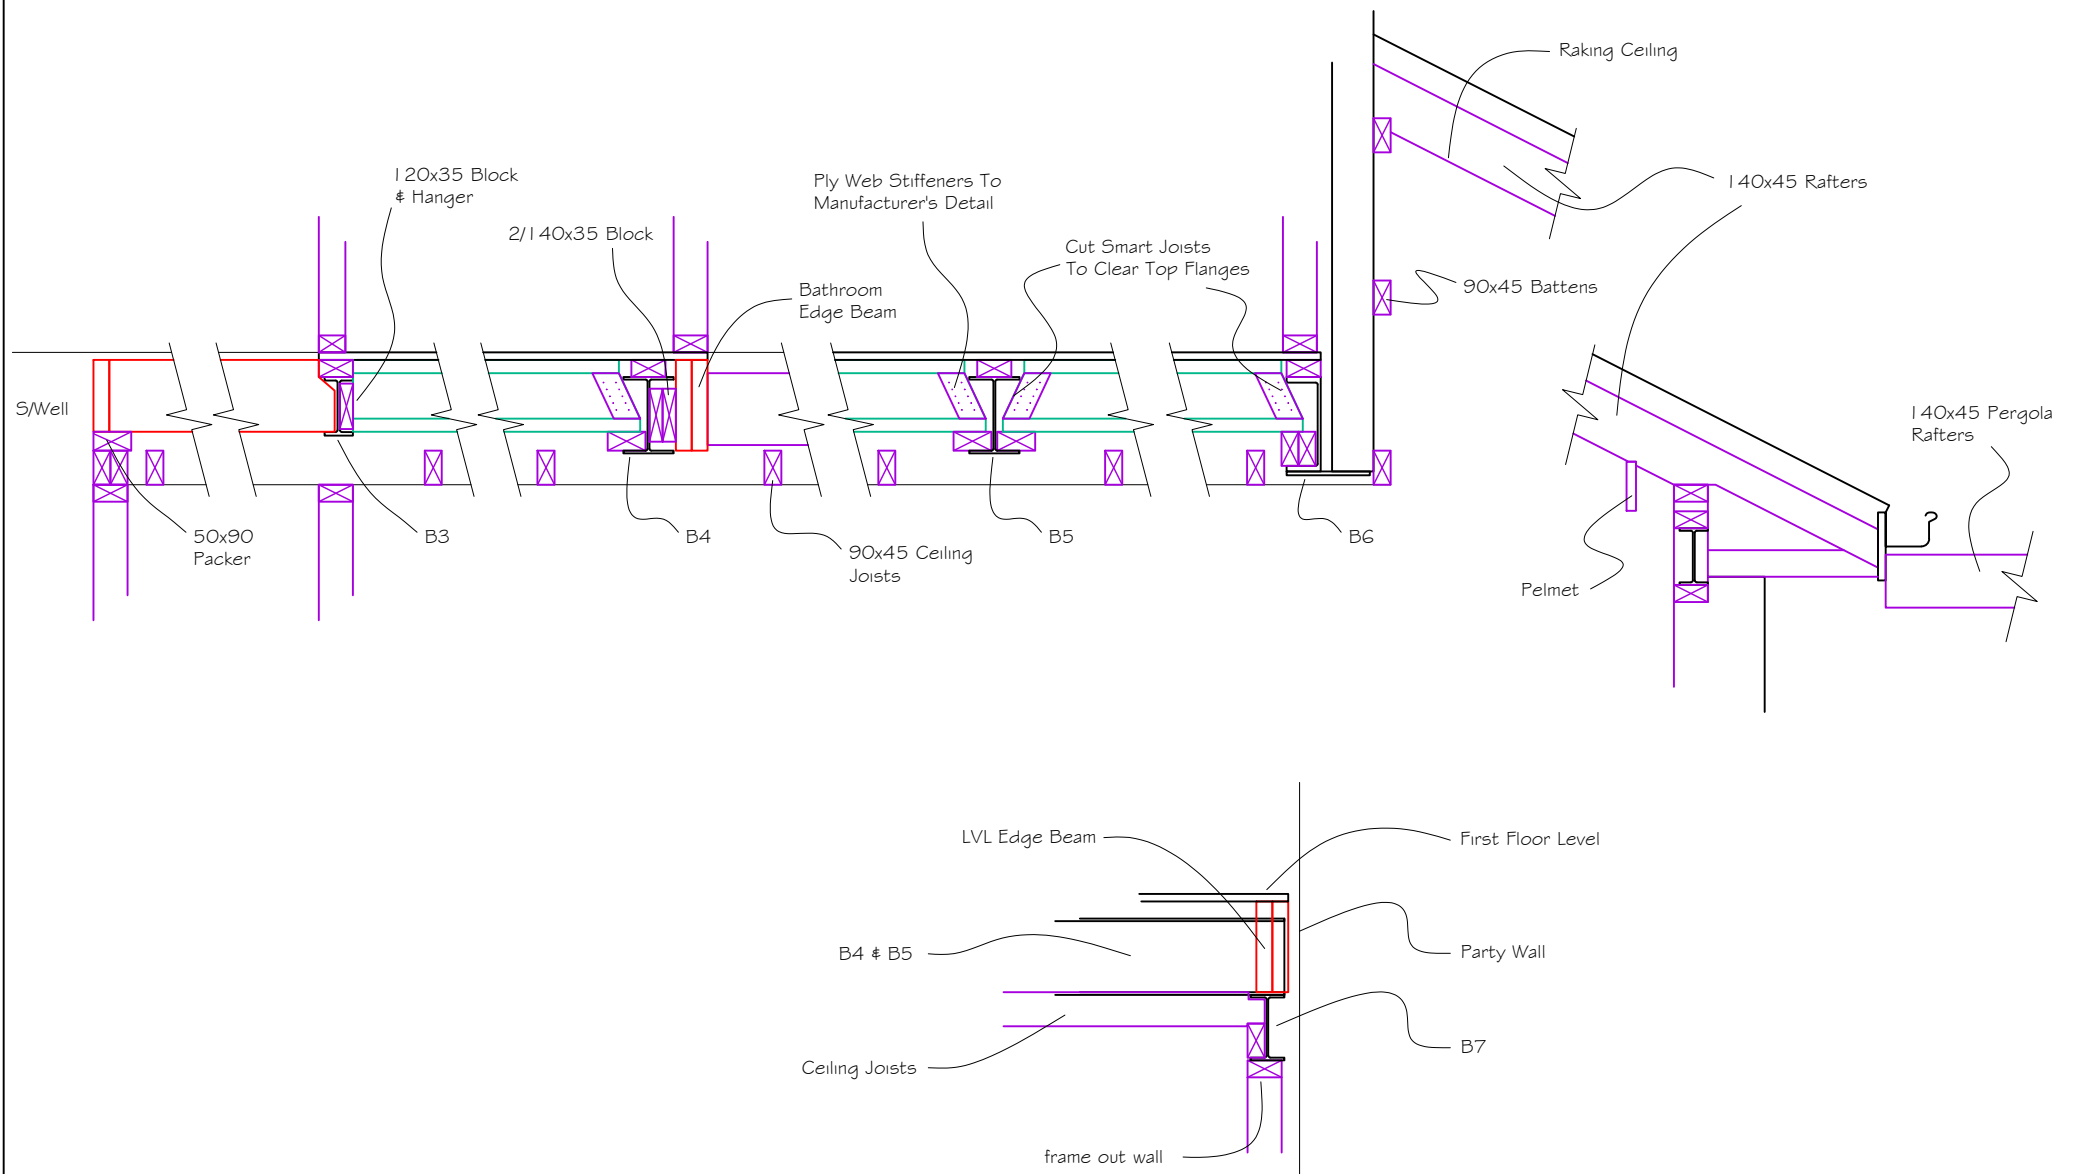 Raking Ceiling
120x35 Block
& Hanger
Ply Web Stiffeners To
Manufacturer's Detail
140x45 Rafters
2/140x35 Block
Cut Smart Joists
To Clear Top Flanges
Bathroom
Edge Beam
90x45 Battens
S/Well
140x45 Pergola
Rafters
50x90
Packer
B3
B4
90x45 Ceiling
Joists
B5
B6
Pelmet
LVL Edge Beam
First Floor Level
B4 & B5
Party Wall
B7
Ceiling Joists
frame out wall